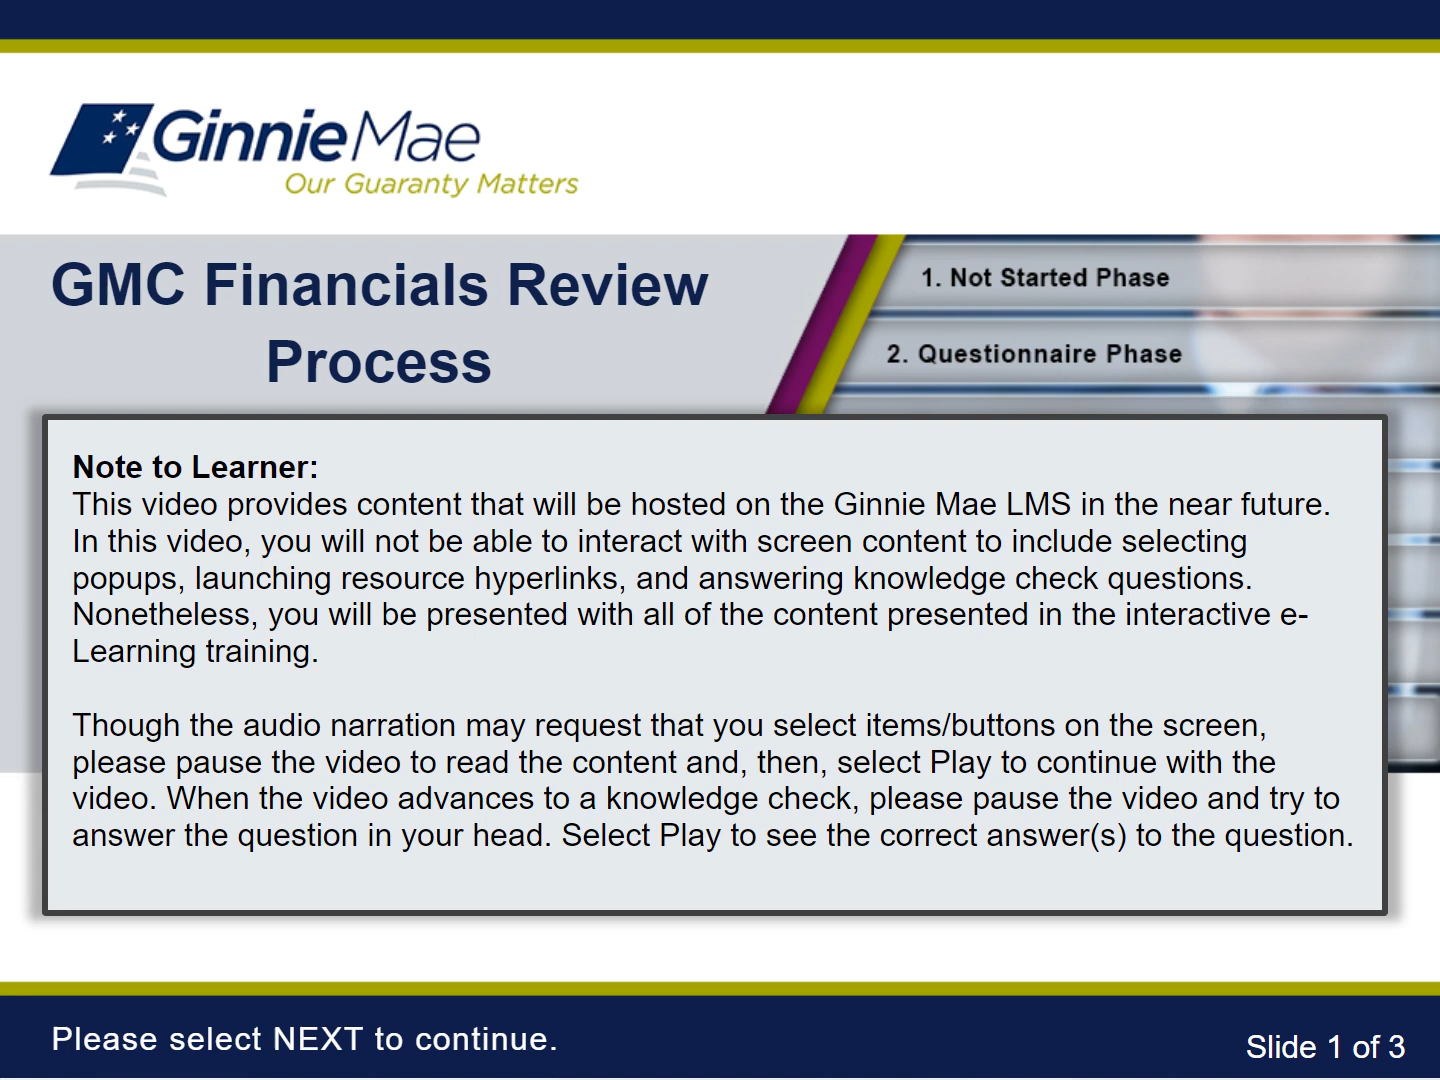 GinnieMae
Our Guaranty Matters
GMC Financials Review
Process
1. Not Started Phase
2. Questionnaire Phase
Note to Learner:
This video provides content that will be hosted on the Ginnie Mae LMS in the near future.
In this video, you will not be able to interact with screen content to include selecting
popups, launching resource hyperlinks, and answering knowledge check questions.
Nonetheless, you will be presented with all of the content presented in the interactive e-
Learning training.
Though the audio narration may request that you select items/buttons on the screen,
please pause the video to read the content and, then, select Play to continue with the
video. When the video advances to a knowledge check, please pause the video and try to
answer the question in your head. Select Play to see the correct answer(s) to the question.
Please select NEXT to continue.
Slide 1 of 3